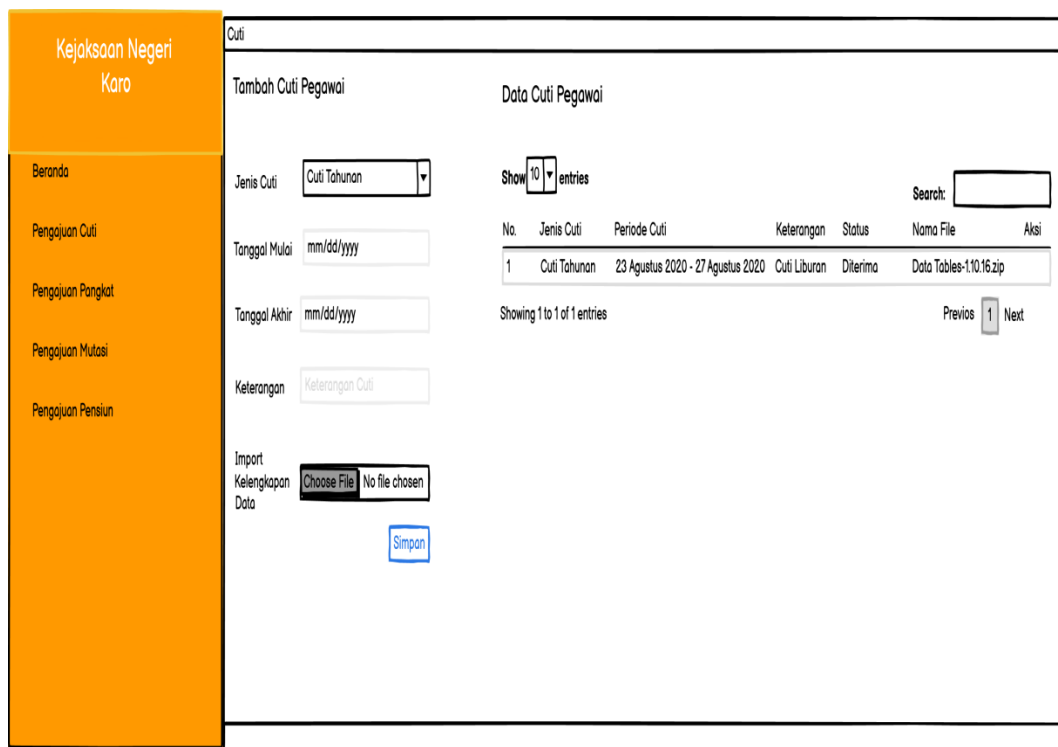 Kejaksaan Negeri
Karo
Beranda
Pengajuan Cuti
Pengajuan Pangkat
Pengajuan Mutasi
Pengajuan Pensiun
Cuti
Tambah Cuti Pegawai
Jenis Cuti Cuti Tahunan
Tanggal Mulai mm/dd/yyyy
Tanggal Akhir mm/dd/yyyy
Keterangan Keterangan Cuti
Import
Kelengkapan
Data
Choose File No file chosen
Simpan
Data Cuti Pegawai
Show 10 entries
Search:
No. Jenis Cuti Periode Cuti Keterangan Status Nama File Aksi
1 Cuti Tahunan 23 Agustus 2020 - 27 Agustus 2020 Cuti Liburan Diterima Data Tables-1.10.16.zip
Showing 1 to 1 of 1 entries
Previos 1 Next